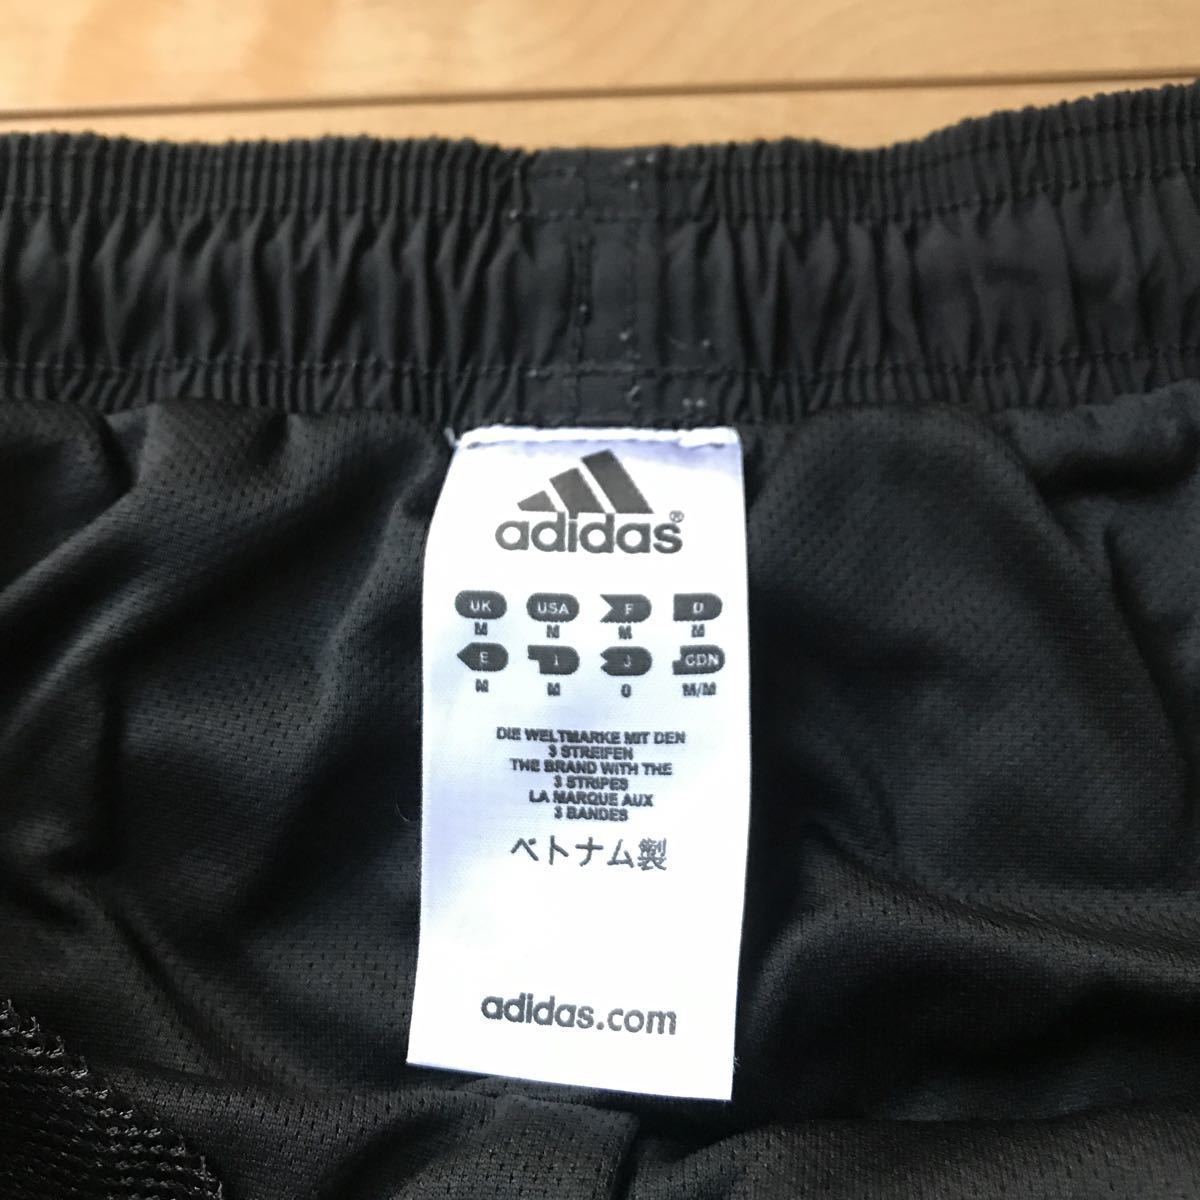 adidas®
UK USA F D
M M M M
E I J CDN
M M O M/M
DIE WELTMARKE MIT DEN
3 STREIFEN
THE BRAND WITH THE
3 STRIPES
LA MARQUE AUX
3 BANDES
ベトナム製
adidas.com